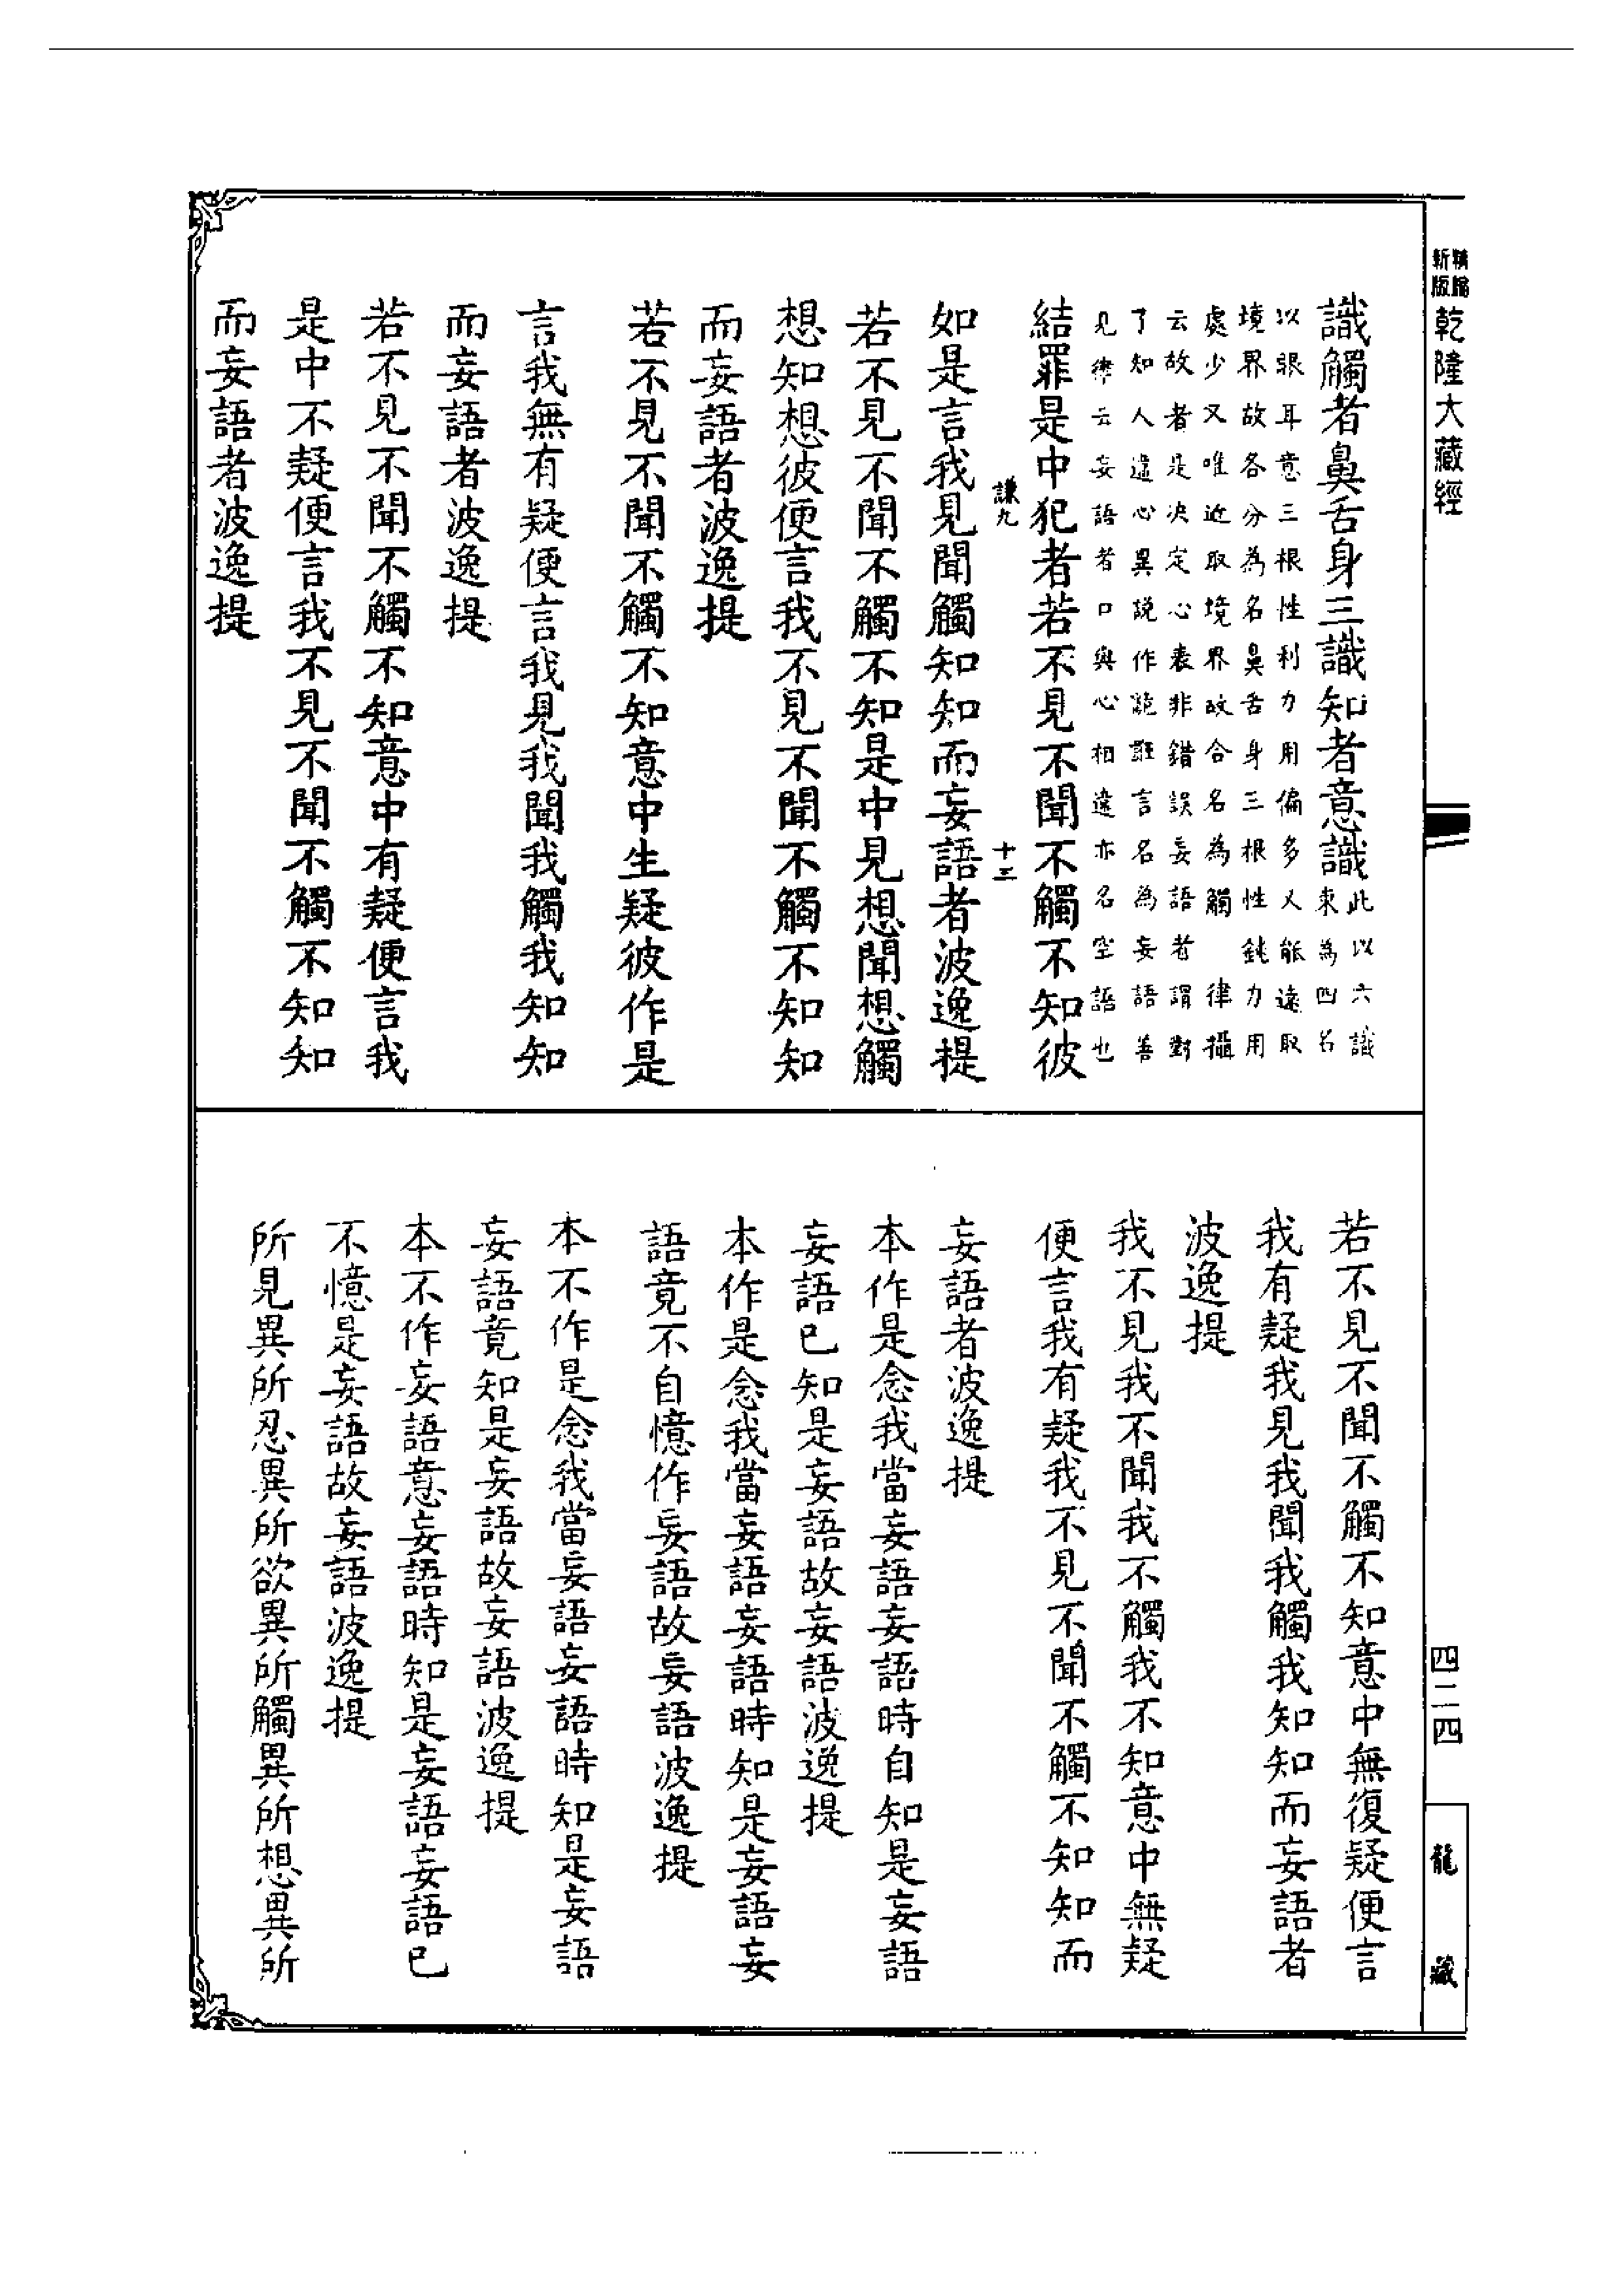 精編
新版
乾隆大藏經
四二四
龍藏
識觸者鼻舌身三識知者意識
此以六識
束為四名
以眼耳意三根性利力用偏多又能遠取
境界故各分為名鼻舌身三根性鈍力用
處少又唯近取境界故合名為觸　律攝
云故者是決定心表非錯誤妄語者謂對
了知人違心異說作詭誑言名為妄語善
見律云妄語者口與心相違亦名空語也
結罪是中犯者若不見不聞不觸不知彼
謙九　十三
如是言我見聞觸知知而妄語者波逸提
若不見不聞不觸不知是中見想聞想觸
想知想彼便言我不見不聞不觸不知知
而妄語者波逸提
若不見不聞不觸不知意中生疑彼作是
言我無有疑便言我見我聞我觸我知知
而妄語者波逸提
若不見不聞不觸不知意中有疑便言我
是中不疑便言我不見不聞不觸不知知
而妄語者波逸提
若不見不聞不觸不知意中無復疑便言
我有疑我見我聞我觸我知知而妄語者
波逸提
我不見我不聞我不觸我不知意中無疑
便言我有疑我不見不聞不觸不知知而
妄語者波逸提
本作是念我當妄語妄語時自知是妄語
妄語已知是妄語故妄語波逸提
本作是念我當妄語妄語時知是妄語妄
語竟不自憶作妄語故妄語波逸提
本不作是念我當妄語妄語時知是妄語
妄語竟知是妄語故妄語波逸提
本不作妄語意妄語時知是妄語妄語已
不憶是妄語故妄語波逸提
所見異所忍異所欲異所觸異所想異所